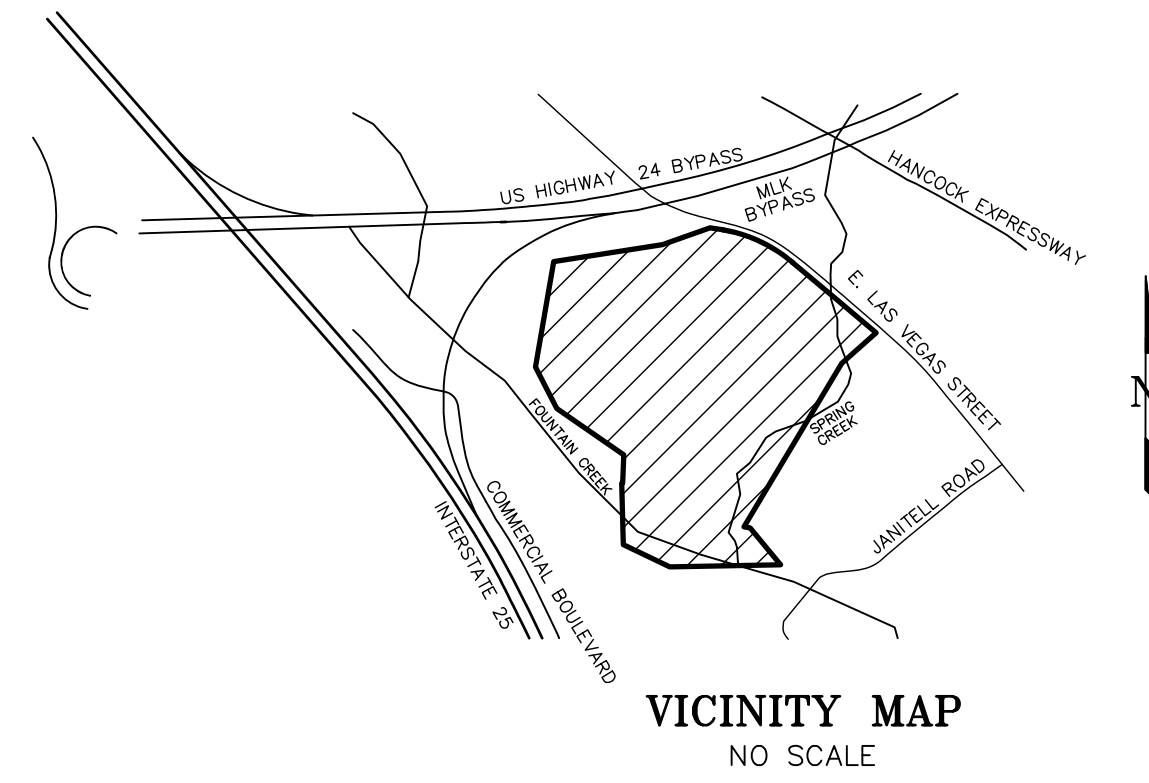 US HIGHWAY 24 BYPASS
MLK
BYPASS
HANCOCK EXPRESSWAY
E. LAS VEGAS STREET
N
FOUNTAIN CREEK
SPRING
CREEK
JANITELL ROAD
COMMERCIAL BOULEVARD
INTERSTATE 25
VICINITY MAP
NO SCALE